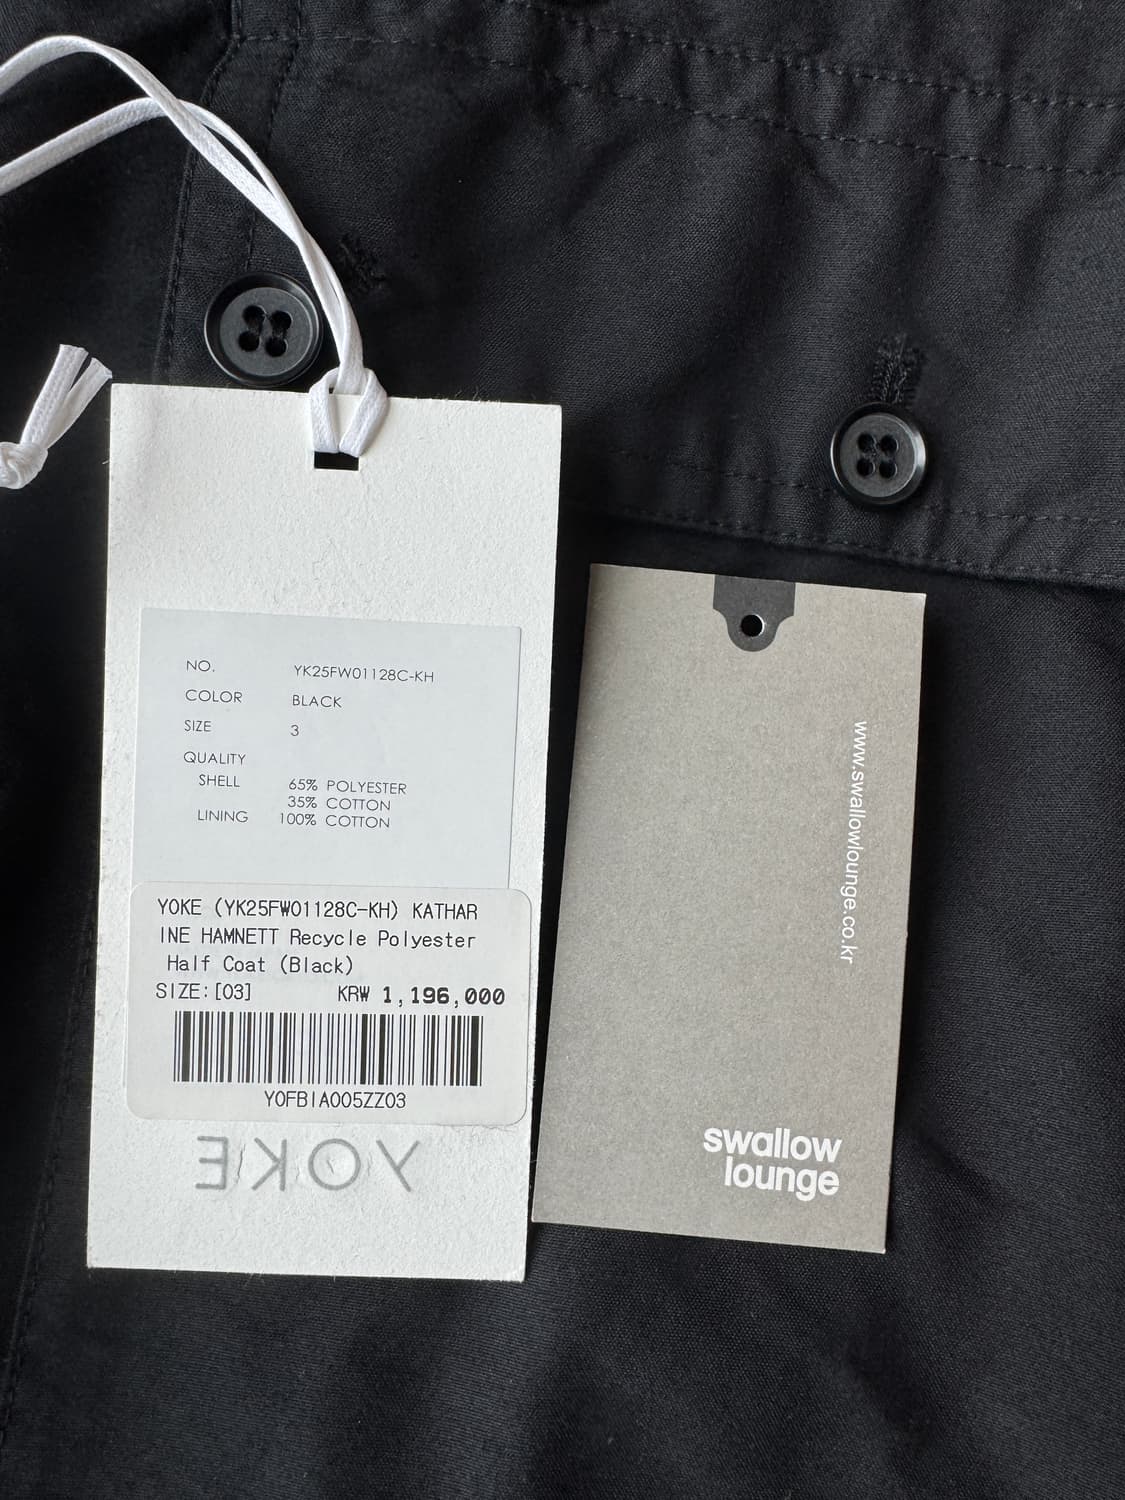 NO. YK25FW01128C-KH
COLOR BLACK
SIZE 3
QUALITY
SHELL 65% POLYESTER
35% COTTON
LINING 100% COTTON
YOKE (YK25FW01128C-KH) KATHAR
INE HAMNETT Recycle Polyester
Half Coat (Black)
SIZE:[03] KRW 1,196,000
YOFBIA005ZZ03
YOKE
www.swallowlounge.co.kr
swallow
lounge